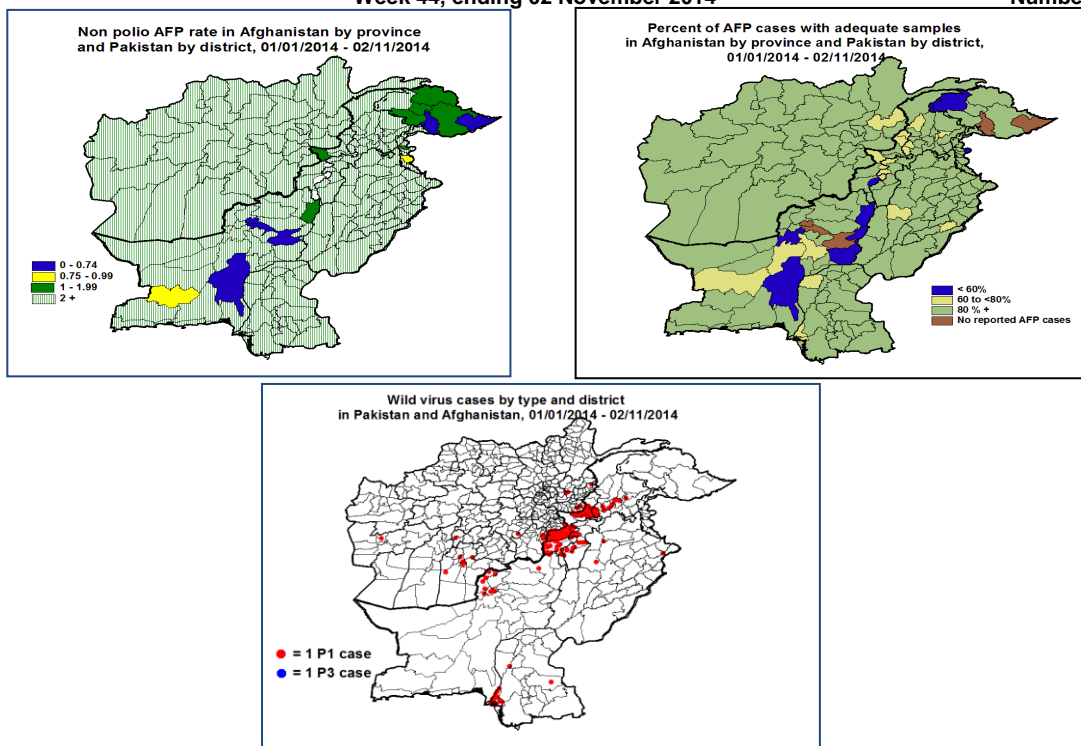 Week 44, ending 02 November 2014
Number
Non polio AFP rate in Afghanistan by province
and Pakistan by district, 01/01/2014 - 02/11/2014
0 - 0.74
0.75 - 0.99
1 - 1.99
2 +
Percent of AFP cases with adequate samples
in Afghanistan by province and Pakistan by district,
01/01/2014 - 02/11/2014
< 60%
60 to <80%
80 % +
No reported AFP cases
Wild virus cases by type and district
in Pakistan and Afghanistan, 01/01/2014 - 02/11/2014
= 1 P1 case
= 1 P3 case